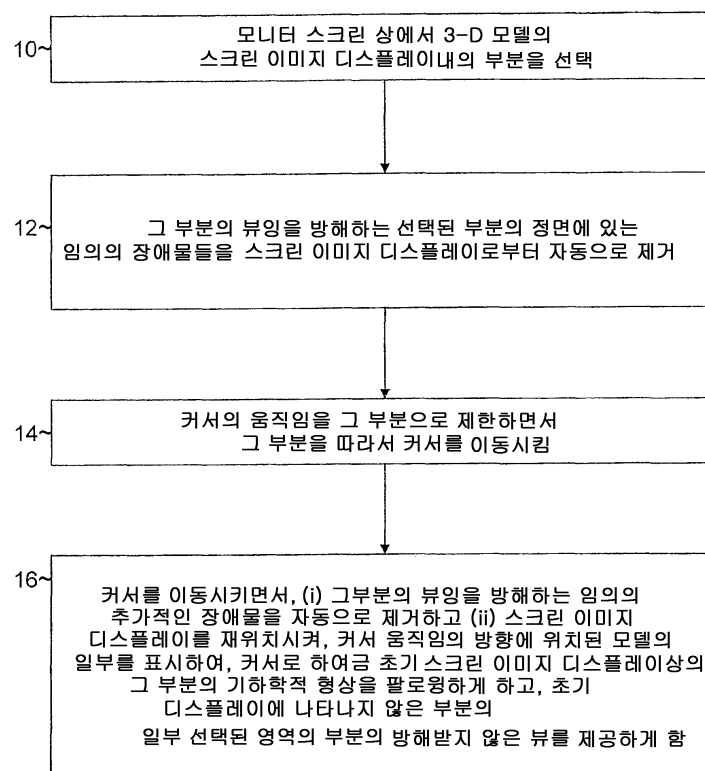 10~
모니터 스크린 상에서 3-D 모델의
스크린 이미지 디스플레이내의 부분을 선택
12~
그 부분의 뷰잉을 방해하는 선택된 부분의 정면에 있는
임의의 장애물들을 스크린 이미지 디스플레이로부터 자동으로 제거
14~
커서의 움직임을 그 부분으로 제한하면서
그 부분을 따라서 커서를 이동시킴
16~
커서를 이동시키면서, (i) 그부분의 뷰잉을 방해하는 임의의
추가적인 장애물을 자동으로 제거하고 (ii) 스크린 이미지
디스플레이를 재위치시켜, 커서 움직임의 방향에 위치된 모델의
일부를 표시하여, 커서로 하여금 초기 스크린 이미지 디스플레이상의
그 부분의 기하학적 형상을 팔로윙하게 하고, 초기
디스플레이에 나타나지 않은 부분의
일부 선택된 영역의 부분의 방해받지 않은 뷰를 제공하게 함